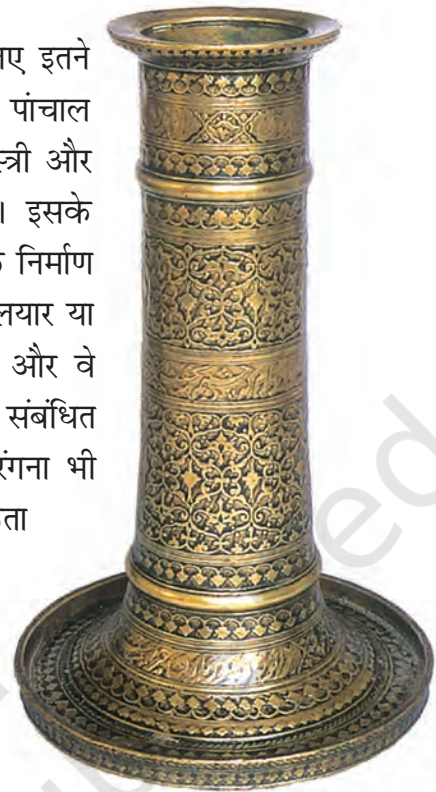 ए इतने
पांचाल
स्त्री और
। इसके
निर्माण
लयार या
और वे
संबंधित
रंगना भी